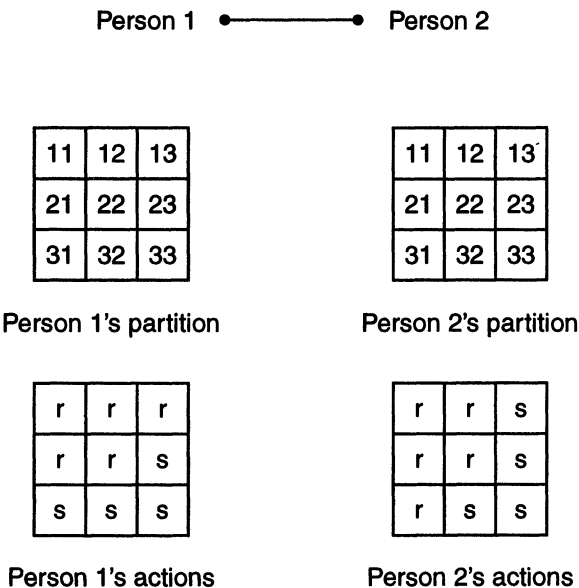 Person 1 Person 2
11 12 13 11 12 13
21 22 23 21 22 23
31 32 33 31 32 33
Person 1's partition Person 2's partition
r r r r r s
r r s r r s
s s s r s s
Person 1's actions Person 2's actions